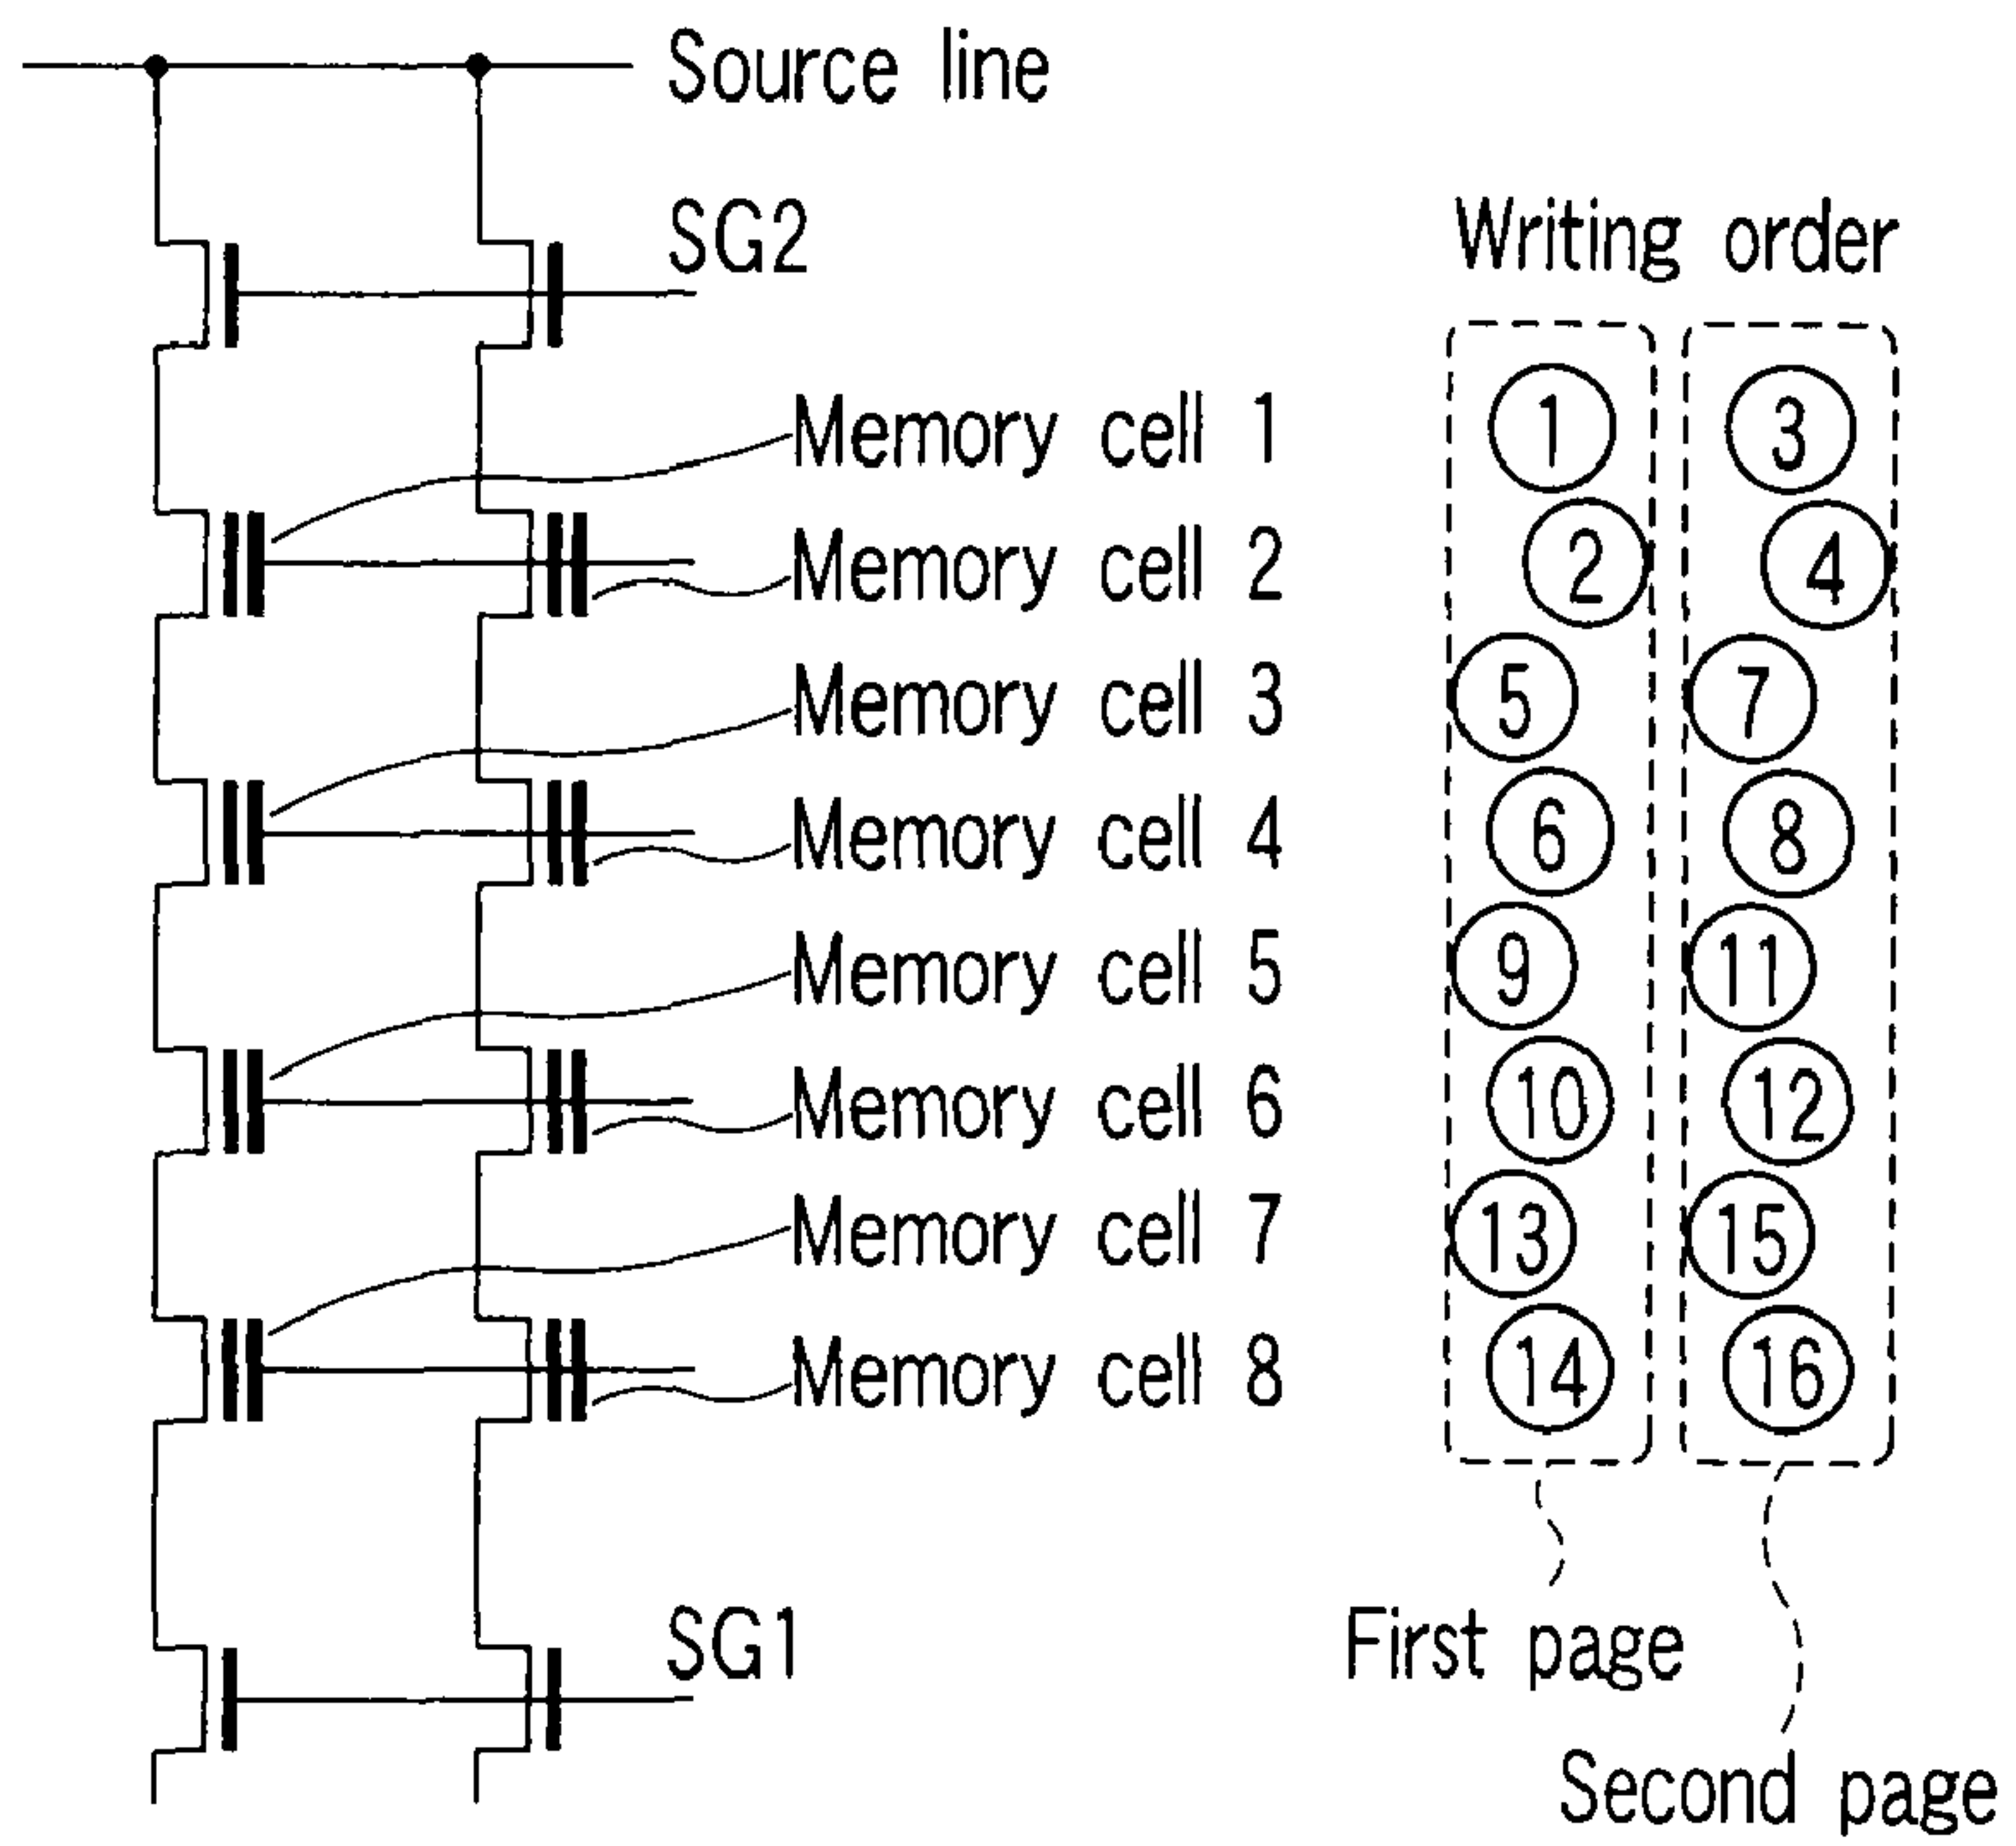 Source line
SG2
Writing order
Memory cell 1 1 3
Memory cell 2 2 4
Memory cell 3 5 7
Memory cell 4 6 8
Memory cell 5 9 11
Memory cell 6 10 12
Memory cell 7 13 15
Memory cell 8 14 16
SG1
First page
Second page